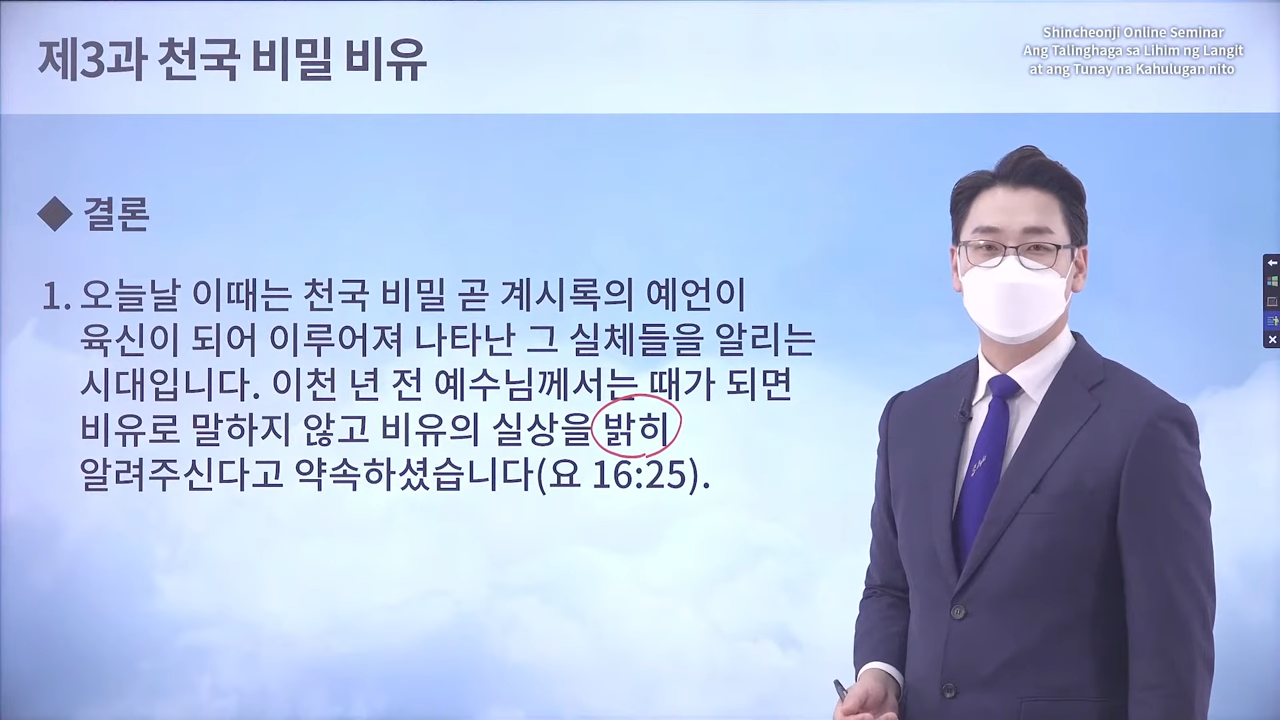 제3과 천국 비밀 비유
Shincheonji Online Seminar
Ang Talinghaga sa Lihim ng Langit
at ang Tunay na Kahulugan nito
◆ 결론
1. 오늘날 이때는 천국 비밀 곧 계시록의 예언이
육신이 되어 이루어져 나타난 그 실체들을 알리는
시대입니다. 이천 년 전 예수님께서는 때가 되면
비유로 말하지 않고 비유의 실상을 밝히
알려주신다고 약속하셨습니다(요 16:25).